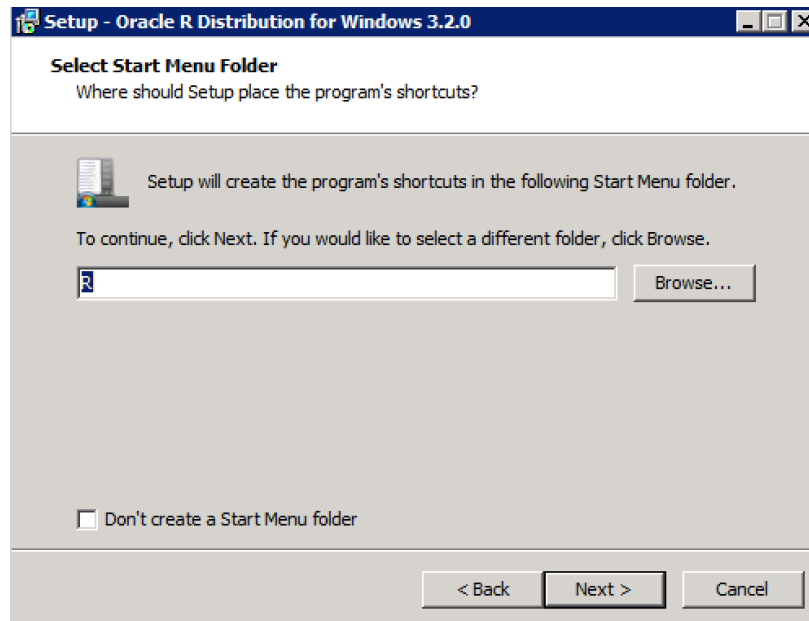 Setup - Oracle R Distribution for Windows 3.2.0
Select Start Menu Folder
Where should Setup place the program's shortcuts?
Setup will create the program's shortcuts in the following Start Menu folder.
To continue, click Next. If you would like to select a different folder, click Browse.
R
Browse...
Don't create a Start Menu folder
< Back
Next >
Cancel